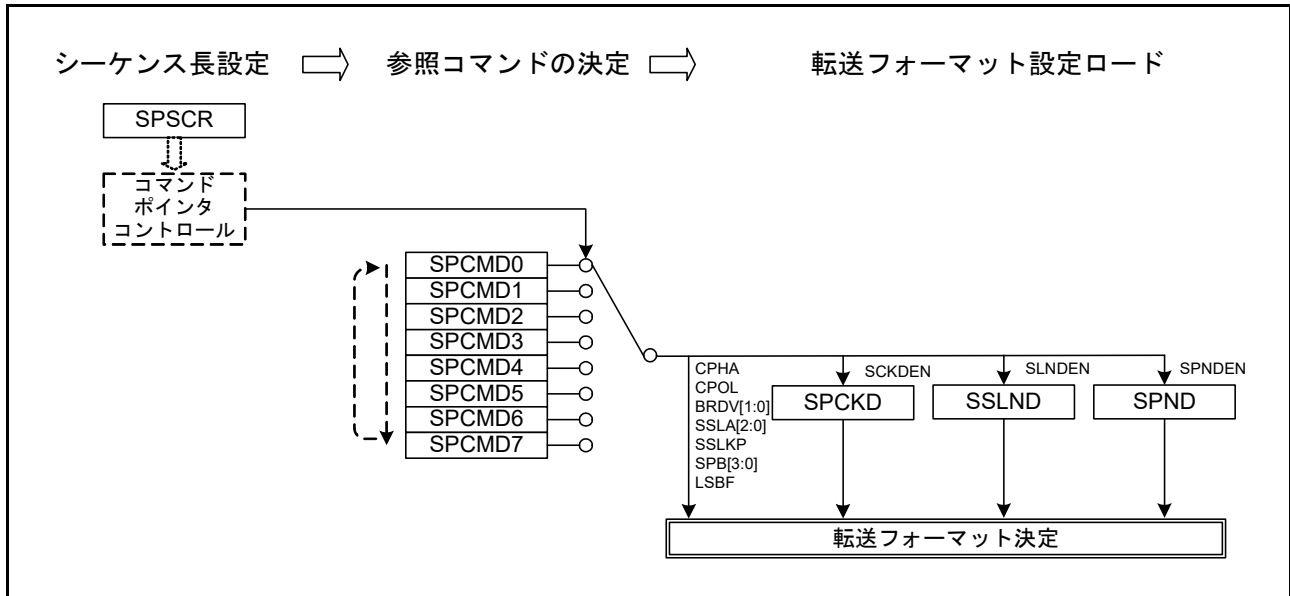 シーケンス長設定
参照コマンドの決定
転送フォーマット設定ロード
SPSCR
コマンド
ポインタ
コントロール
SPCMD0
SPCMD1
SPCMD2
SPCMD3
SPCMD4
SPCMD5
SPCMD6
SPCMD7
CPHA
CPOL
BRDV[1:0]
SSLA[2:0]
SSLKP
SPB[3:0]
LSBF
SCKDEN
SPCKD
SLNDEN
SSLND
SPNDEN
SPND
転送フォーマット決定